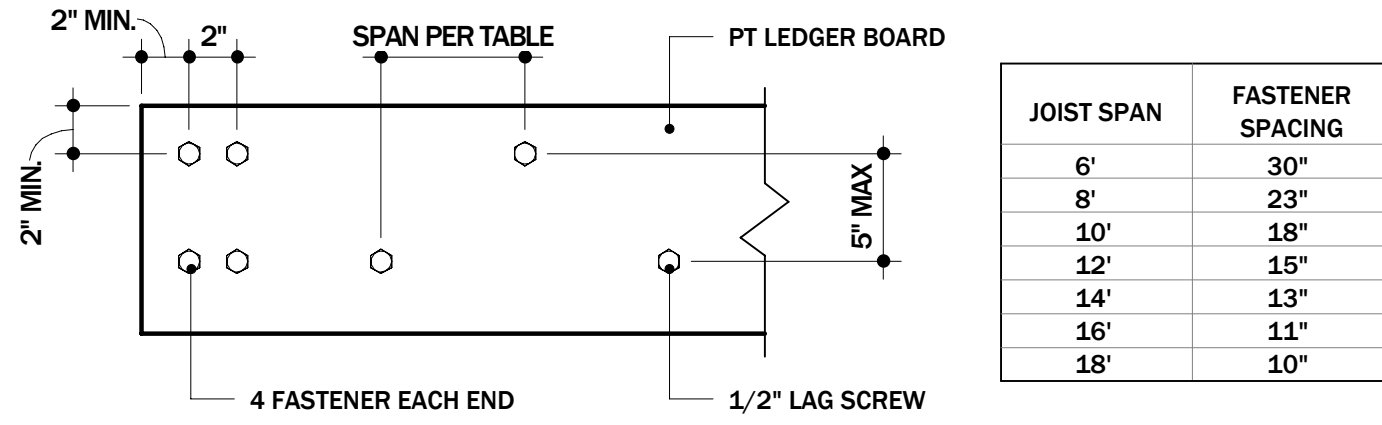 2" MIN.
2"
SPAN PER TABLE
PT LEDGER BOARD
2" MIN.
5" MAX
4 FASTENER EACH END
1/2" LAG SCREW
JOIST SPAN
FASTENER
SPACING
6' 30"
8' 23"
10' 18"
12' 15"
14' 13"
16' 11"
18' 10"